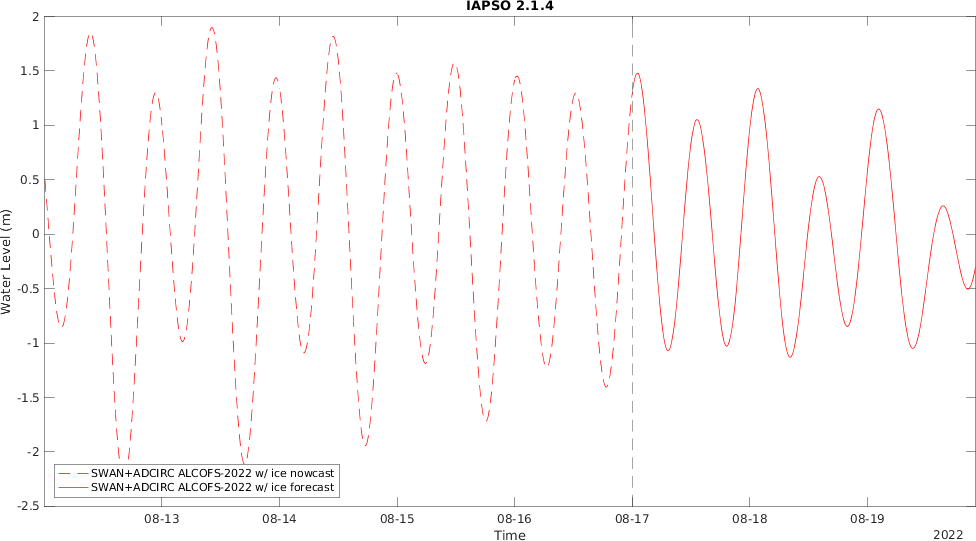 IAPSO 2.1.4
2
1.5
1
0.5
0
-0.5
-1
-1.5
-2
-2.5
Water Level (m)
SWAN+ADCIRC ALCOFS-2022 w/ ice nowcast
SWAN+ADCIRC ALCOFS-2022 w/ ice forecast
08-13 08-14 08-15 08-16 08-17 08-18 08-19
Time
2022